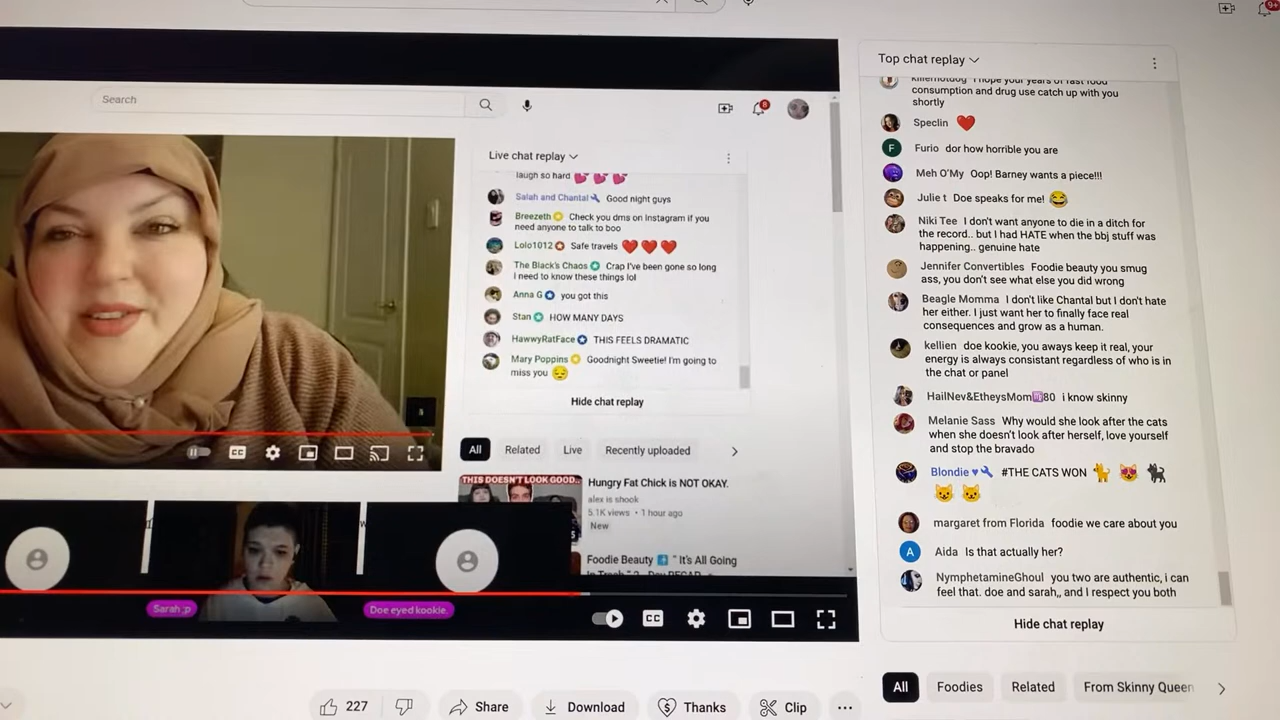 9+
Search
8
Live chat replay
laugh so hard
Salah and Chantal Good night guys
Breezeth Check you dms on Instagram if you
need anyone to talk to boo
Lolo1012 Safe travels
The Black's Chaos Crap I've been gone so long
I need to know these things lol
Anna G you got this
Stan HOW MANY DAYS
HawwyRatFace THIS FEELS DRAMATIC
Mary Poppins Goodnight Sweetie! I'm going to
miss you
Hide chat replay
All Related Live Recently uploaded
THIS DOESN'T LOOK GOOD..
Hungry Fat Chick is NOT OKAY.
alex is shook
5.1K views • 1 hour ago
New
Foodie Beauty "It's All Going
CC
Sarah ;p
Doe eyed kookie.
CC
227 Share Download Thanks Clip
Top chat replay
I hope your years of fast food
consumption and drug use catch up with you
shortly
Speclin
F Furio dor how horrible you are
Meh O'My Oop! Barney wants a piece!!!
Julie t Doe speaks for me!
Niki Tee I don't want anyone to die in a ditch for
the record.. but I had HATE when the bbj stuff was
happening.. genuine hate
Jennifer Convertibles Foodie beauty you smug
ass, you don't see what else you did wrong
Beagle Momma I don't like Chantal but I don't hate
her either. I just want her to finally face real
consequences and grow as a human.
kellien doe kookie, you aways keep it real, your
energy is always consistant regardless of who is in
the chat or panel
HailNev&EtheysMom 80 i know skinny
Melanie Sass Why would she look after the cats
when she doesn't look after herself, love yourself
and stop the bravado
Blondie #THE CATS WON
margaret from Florida foodie we care about you
A Aida Is that actually her?
NymphetamineGhoul you two are authentic, i can
feel that. doe and sarah,, and I respect you both
Hide chat replay
All Foodies Related From Skinny Queen